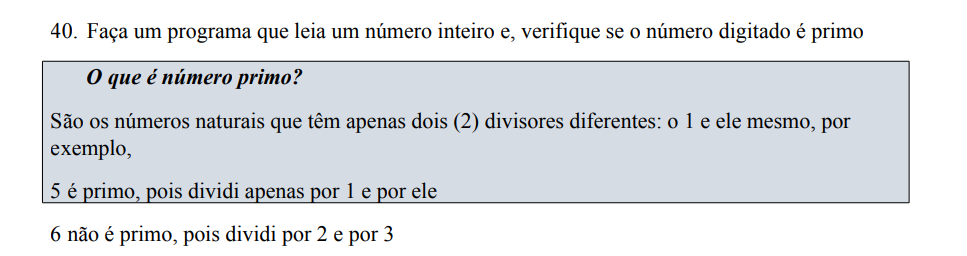 40. Faça um programa que leia um número inteiro e, verifique se o número digitado é primo
O que é número primo?
São os números naturais que têm apenas dois (2) divisores diferentes: o 1 e ele mesmo, por
exemplo,
5 é primo, pois dividi apenas por 1 e por ele
6 não é primo, pois dividi por 2 e por 3